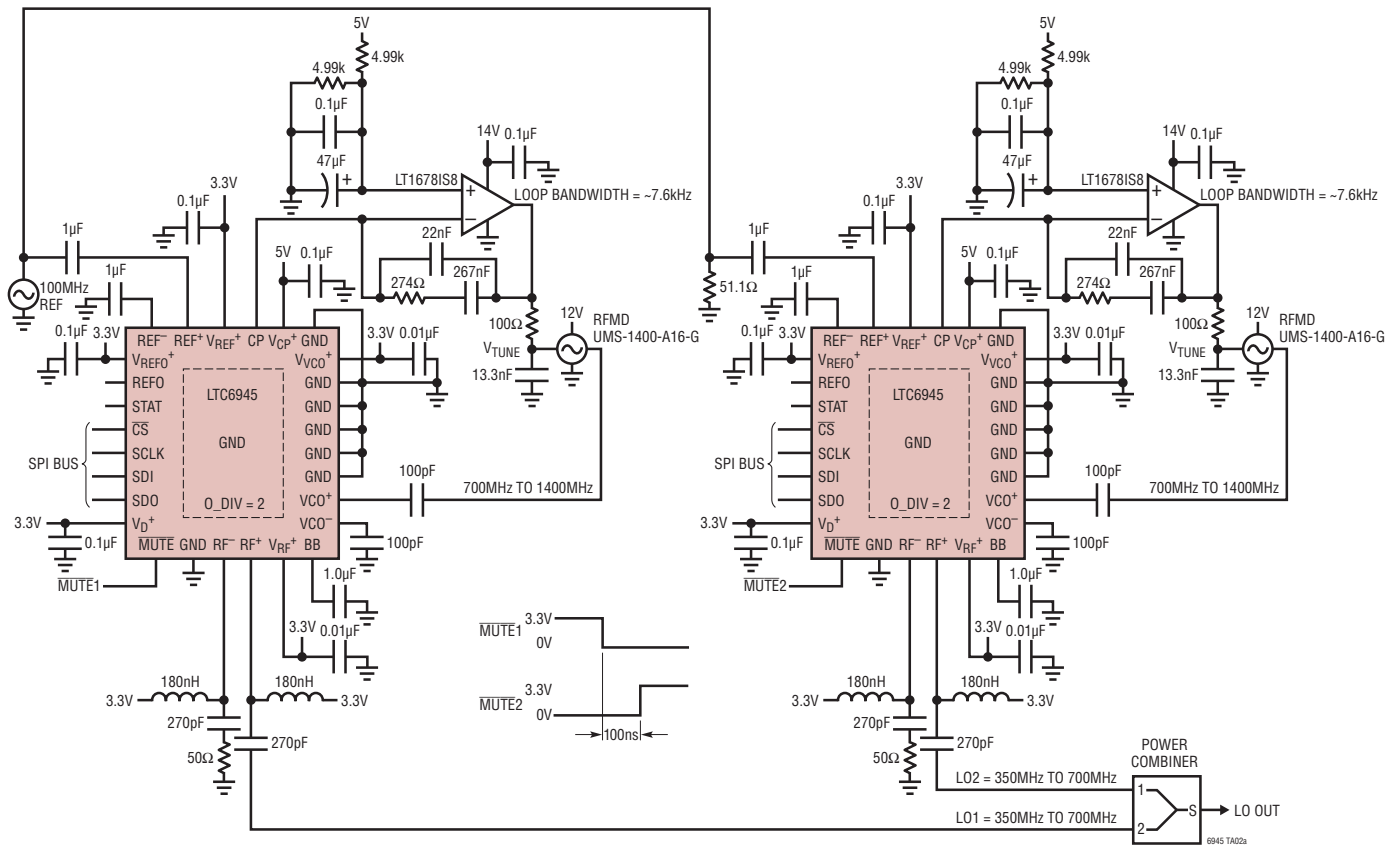 5V
4.99k
4.99k
0.1µF
47µF
+
14V
0.1µF
LT1678IS8
+
−
LOOP BANDWIDTH = ~7.6kHz
3.3V
0.1µF
1µF
1µF
100MHz
REF
5V
0.1µF
22nF
274Ω
267nF
100Ω
12V
RFMD
UMS-1400-A16-G
VTUNE
13.3nF
0.1µF
3.3V
3.3V
0.01µF
REF−
REF+
VREF+
CP
VCP+
GND
VREFO+
REFO
STAT
CS
SCLK
SDI
SDO
VD+
SPI BUS
LTC6945
GND
O_DIV = 2
VVCO+
GND
GND
GND
GND
GND
VCO+
VCO−
MUTE
GND
RF−
RF+
VRF+
BB
100pF
700MHz TO 1400MHz
100pF
3.3V
0.1µF
MUTE1
1.0µF
3.3V
0.01µF
3.3V
180nH
180nH
3.3V
270pF
270pF
50Ω
MUTE1
3.3V
0V
MUTE2
3.3V
0V
100ns
5V
4.99k
4.99k
0.1µF
47µF
+
14V
0.1µF
LT1678IS8
+
−
LOOP BANDWIDTH = ~7.6kHz
3.3V
0.1µF
1µF
51.1Ω
1µF
5V
0.1µF
22nF
274Ω
267nF
100Ω
12V
RFMD
UMS-1400-A16-G
VTUNE
13.3nF
0.1µF
3.3V
3.3V
0.01µF
REF−
REF+
VREF+
CP
VCP+
GND
VREFO+
REFO
STAT
CS
SCLK
SDI
SDO
VD+
SPI BUS
LTC6945
GND
O_DIV = 2
VVCO+
GND
GND
GND
GND
GND
VCO+
VCO−
MUTE
GND
RF−
RF+
VRF+
BB
100pF
700MHz TO 1400MHz
100pF
3.3V
0.1µF
MUTE2
1.0µF
3.3V
0.01µF
3.3V
180nH
180nH
3.3V
270pF
270pF
50Ω
LO2 = 350MHz TO 700MHz
LO1 = 350MHz TO 700MHz
POWER
COMBINER
1
2
S
LO OUT
6945 TA02a